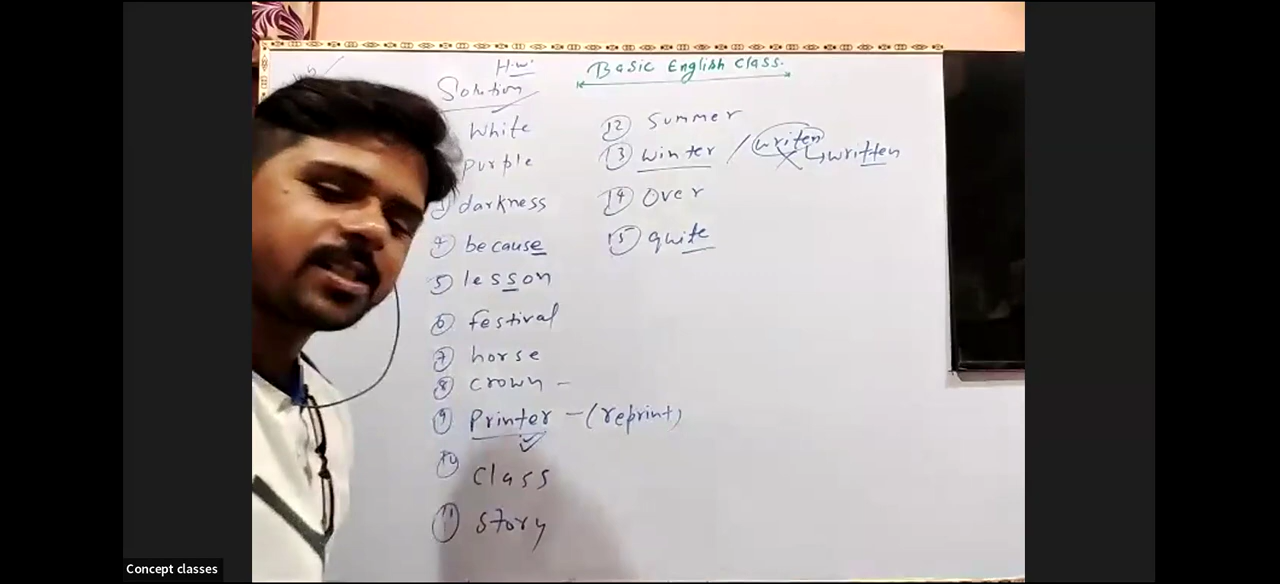 H.W.
Solution
Basic English Class.
White
purple
3) darkness
4 because
5 lesson
6 festival
7 horse
8 crown –
9 Printer – (reprint)
10 class
11 story
12 Summer
13 winter / writen written
14 Over
15 quite
Concept classes